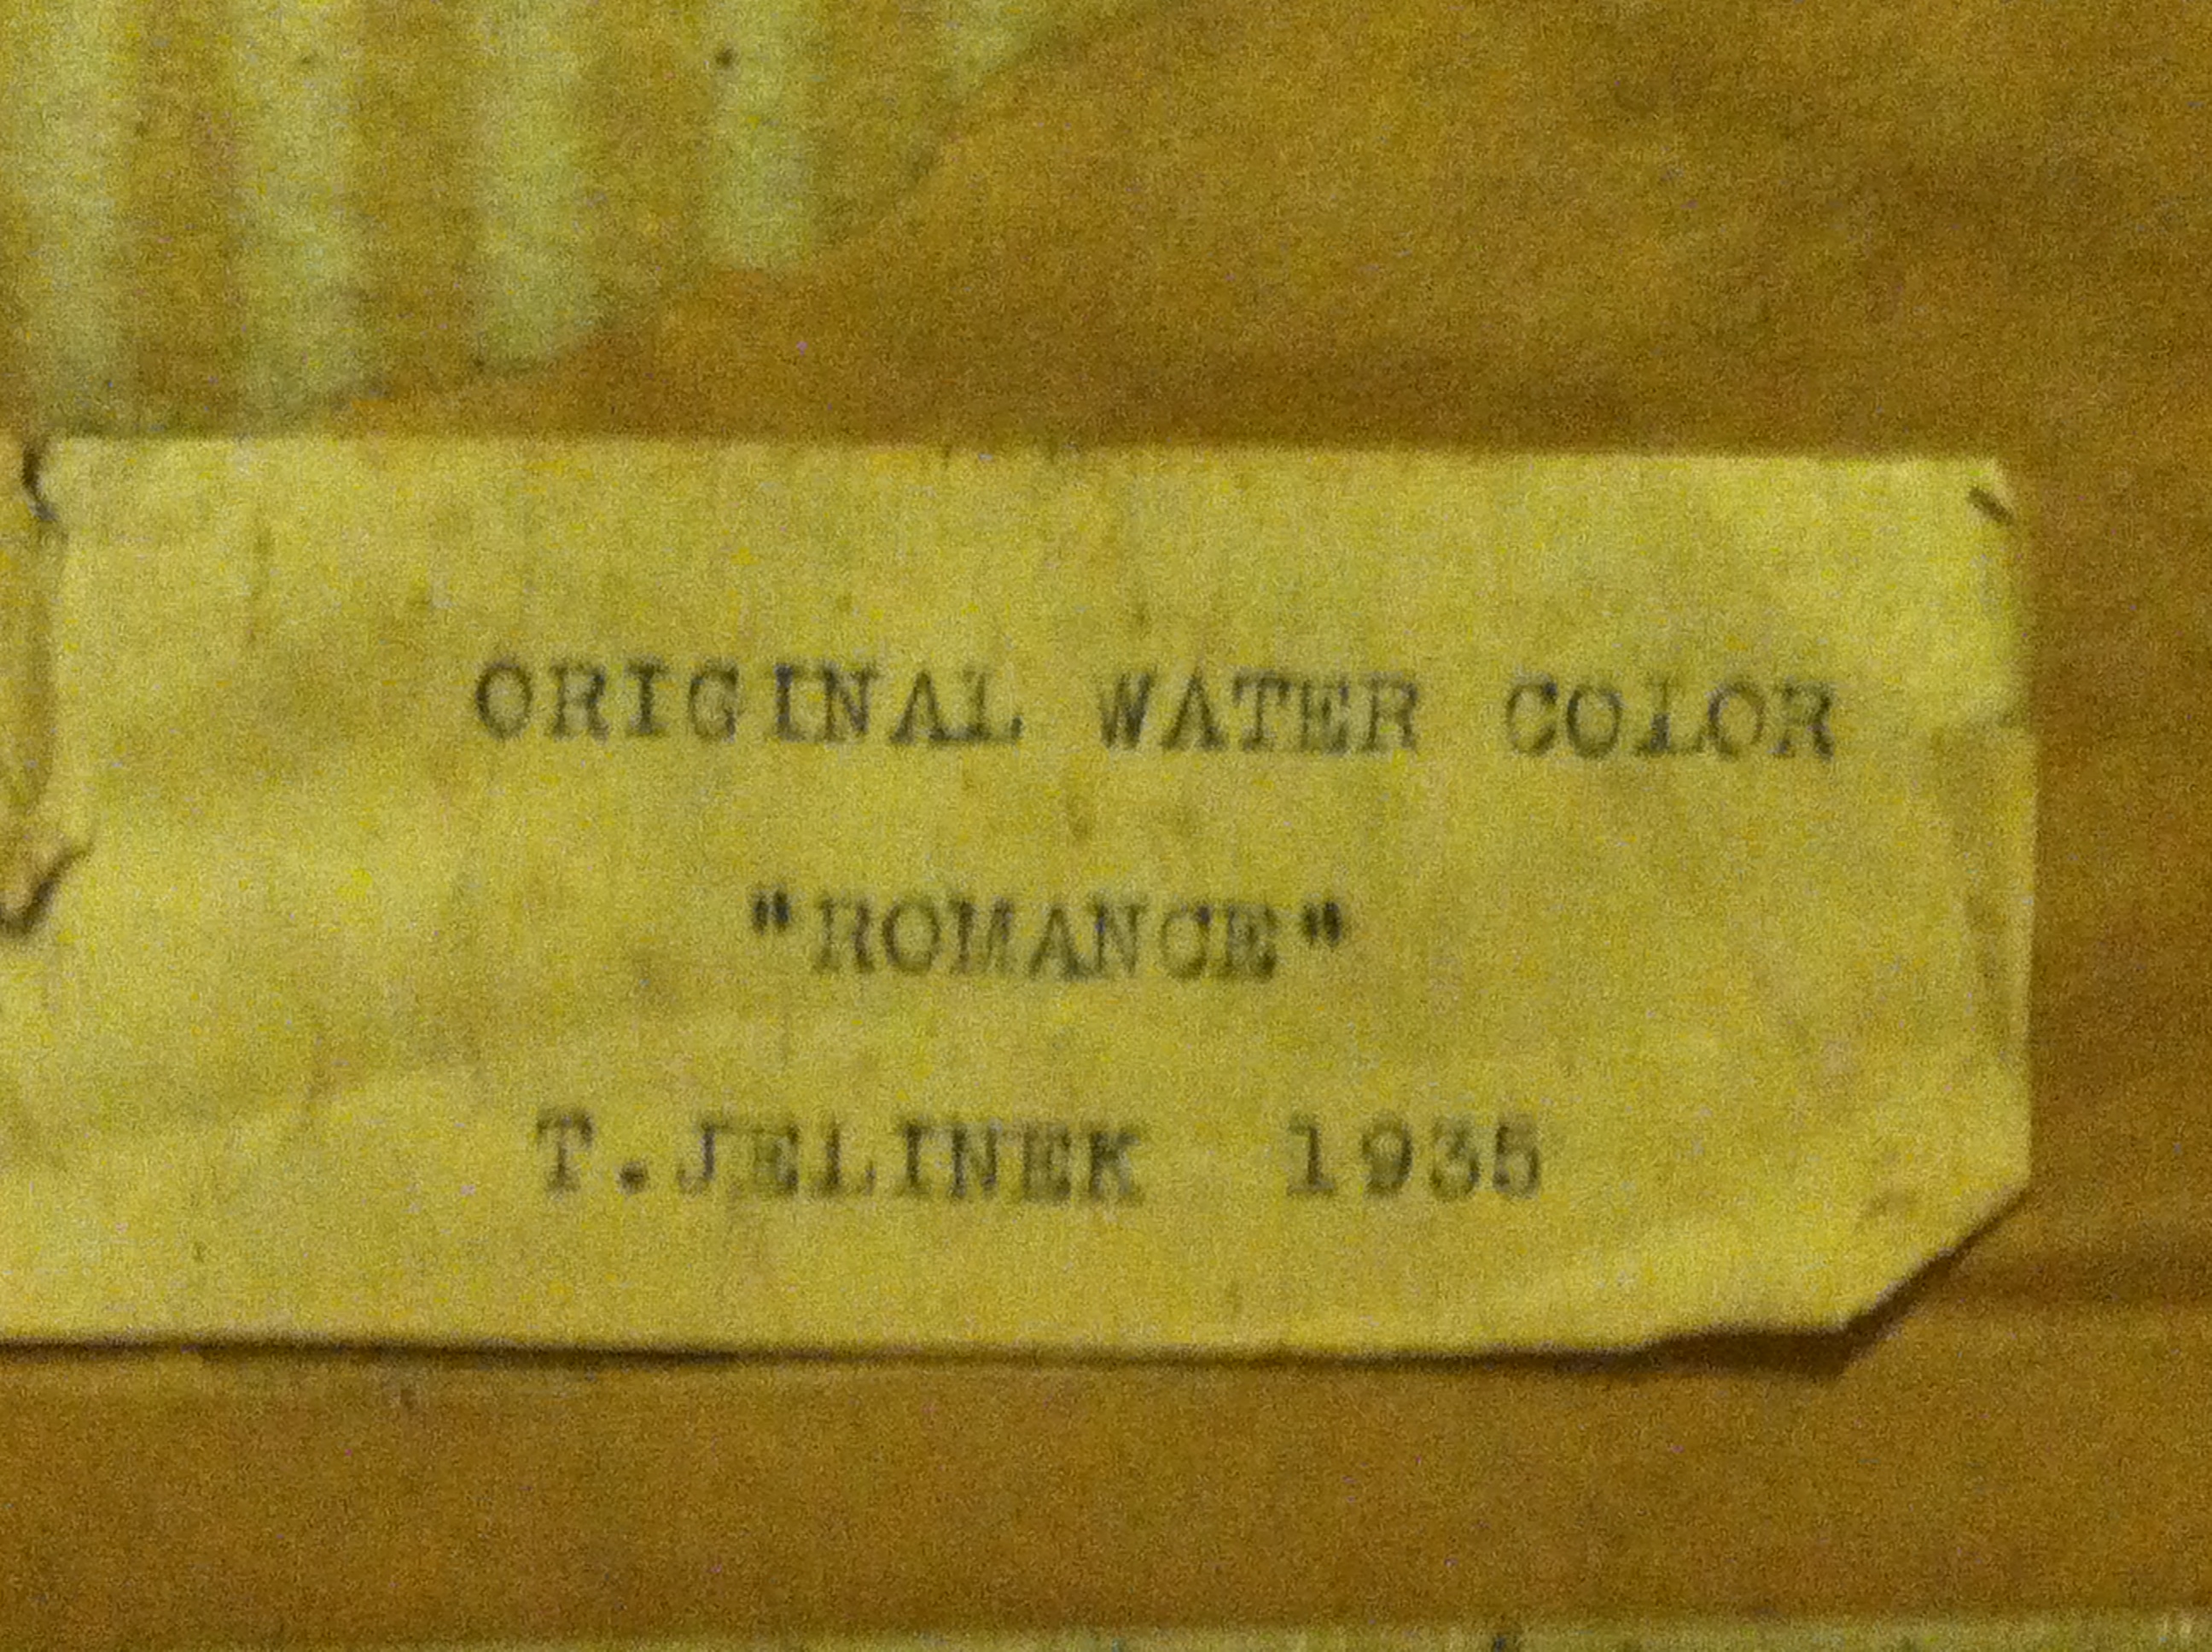 ORIGINAL WATER COLOR
"ROMANCE"
T.JELINEK 1935